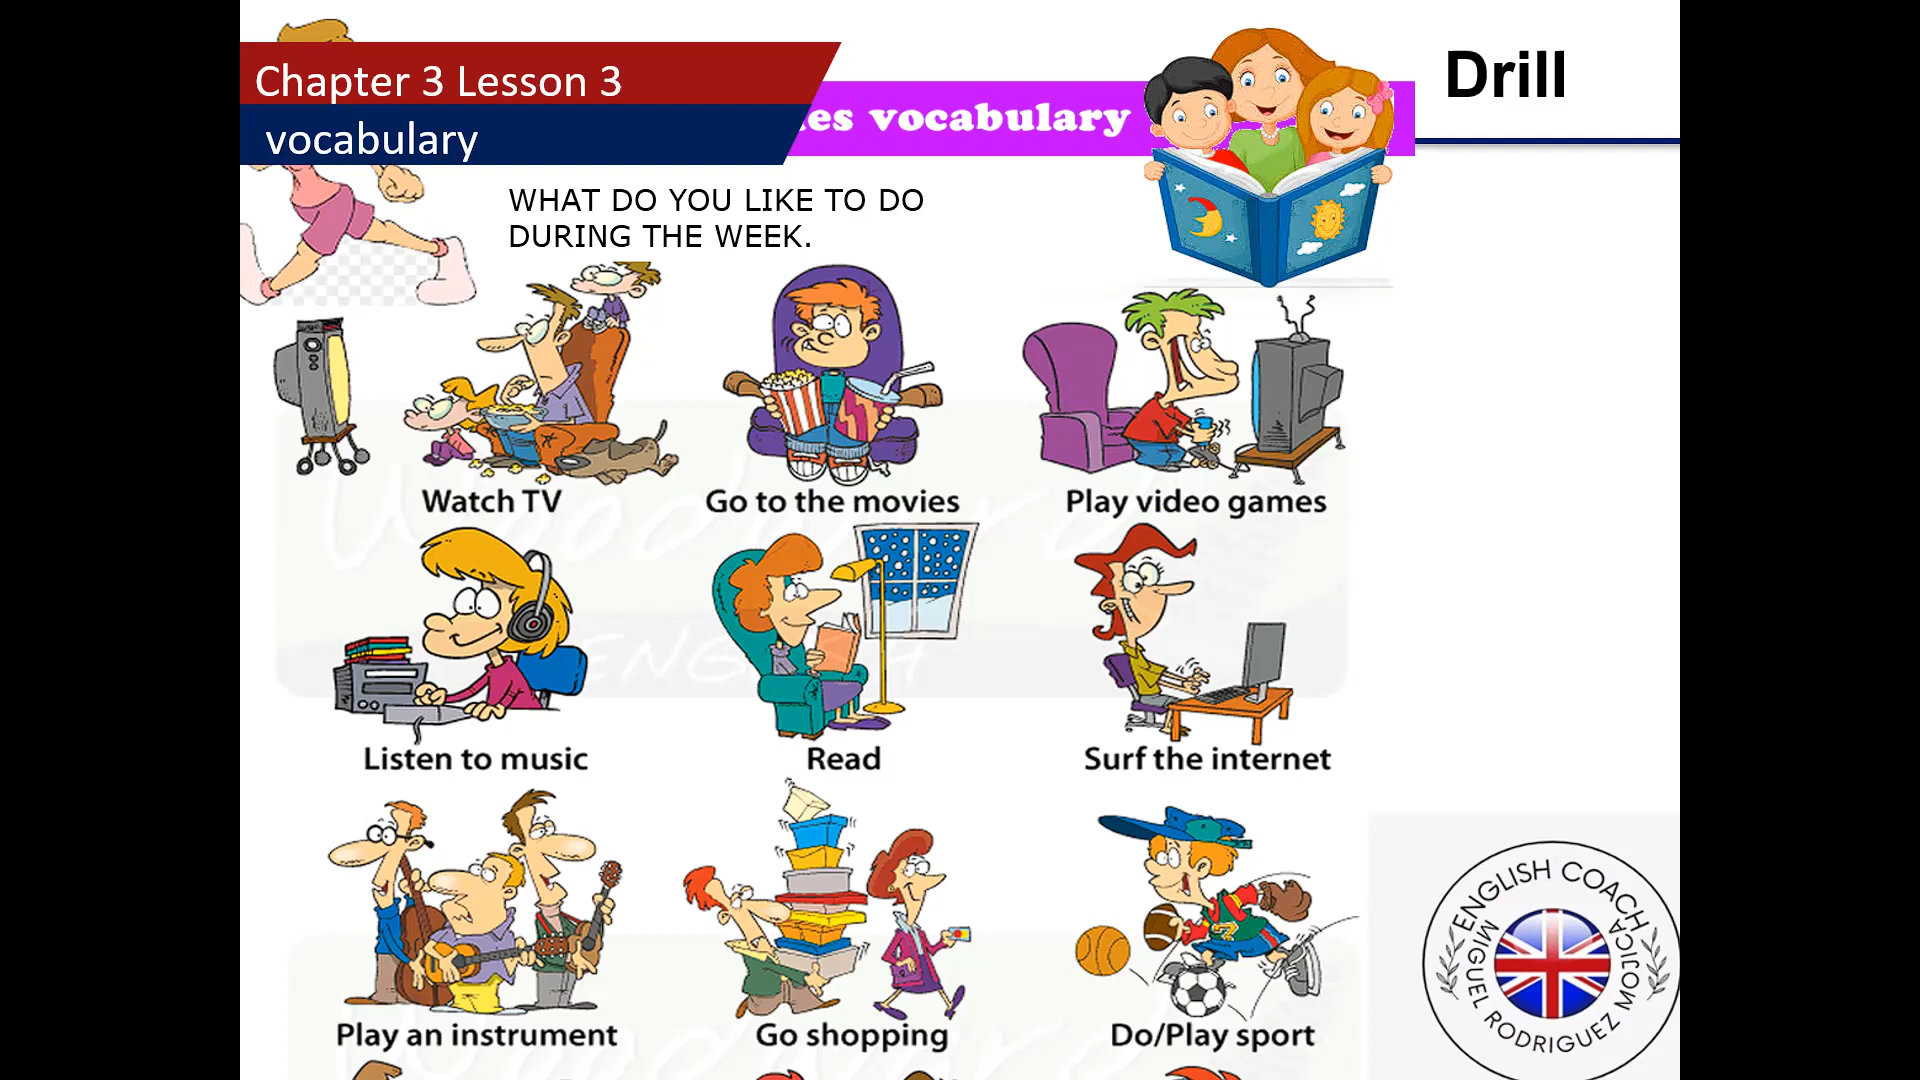 Chapter 3 Lesson 3
vocabulary
vocabulary
Drill
WHAT DO YOU LIKE TO DO
DURING THE WEEK.
Watch TV
Go to the movies
Play video games
Listen to music
Read
Surf the internet
Play an instrument
Go shopping
Do/Play sport
ENGLISH COACH
MIGUEL RODRIGUEZ MOJICA